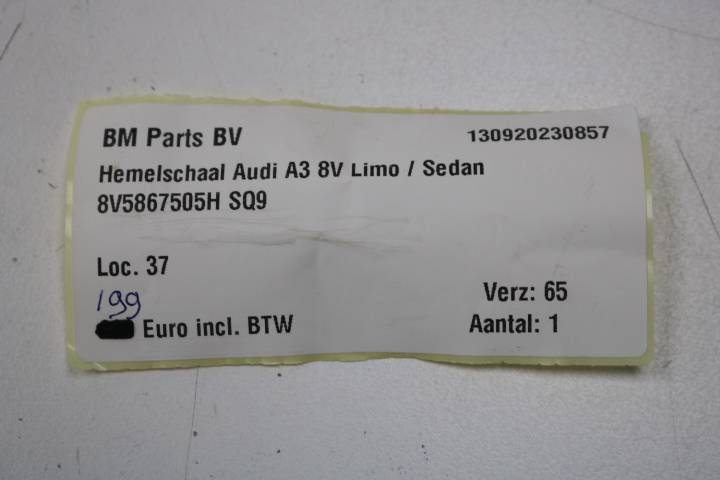 BM Parts BV
130920230857
Hemelschaal Audi A3 8V Limo / Sedan
8V5867505H SQ9
Loc. 37
199
Verz: 65
Euro incl. BTW
Aantal: 1